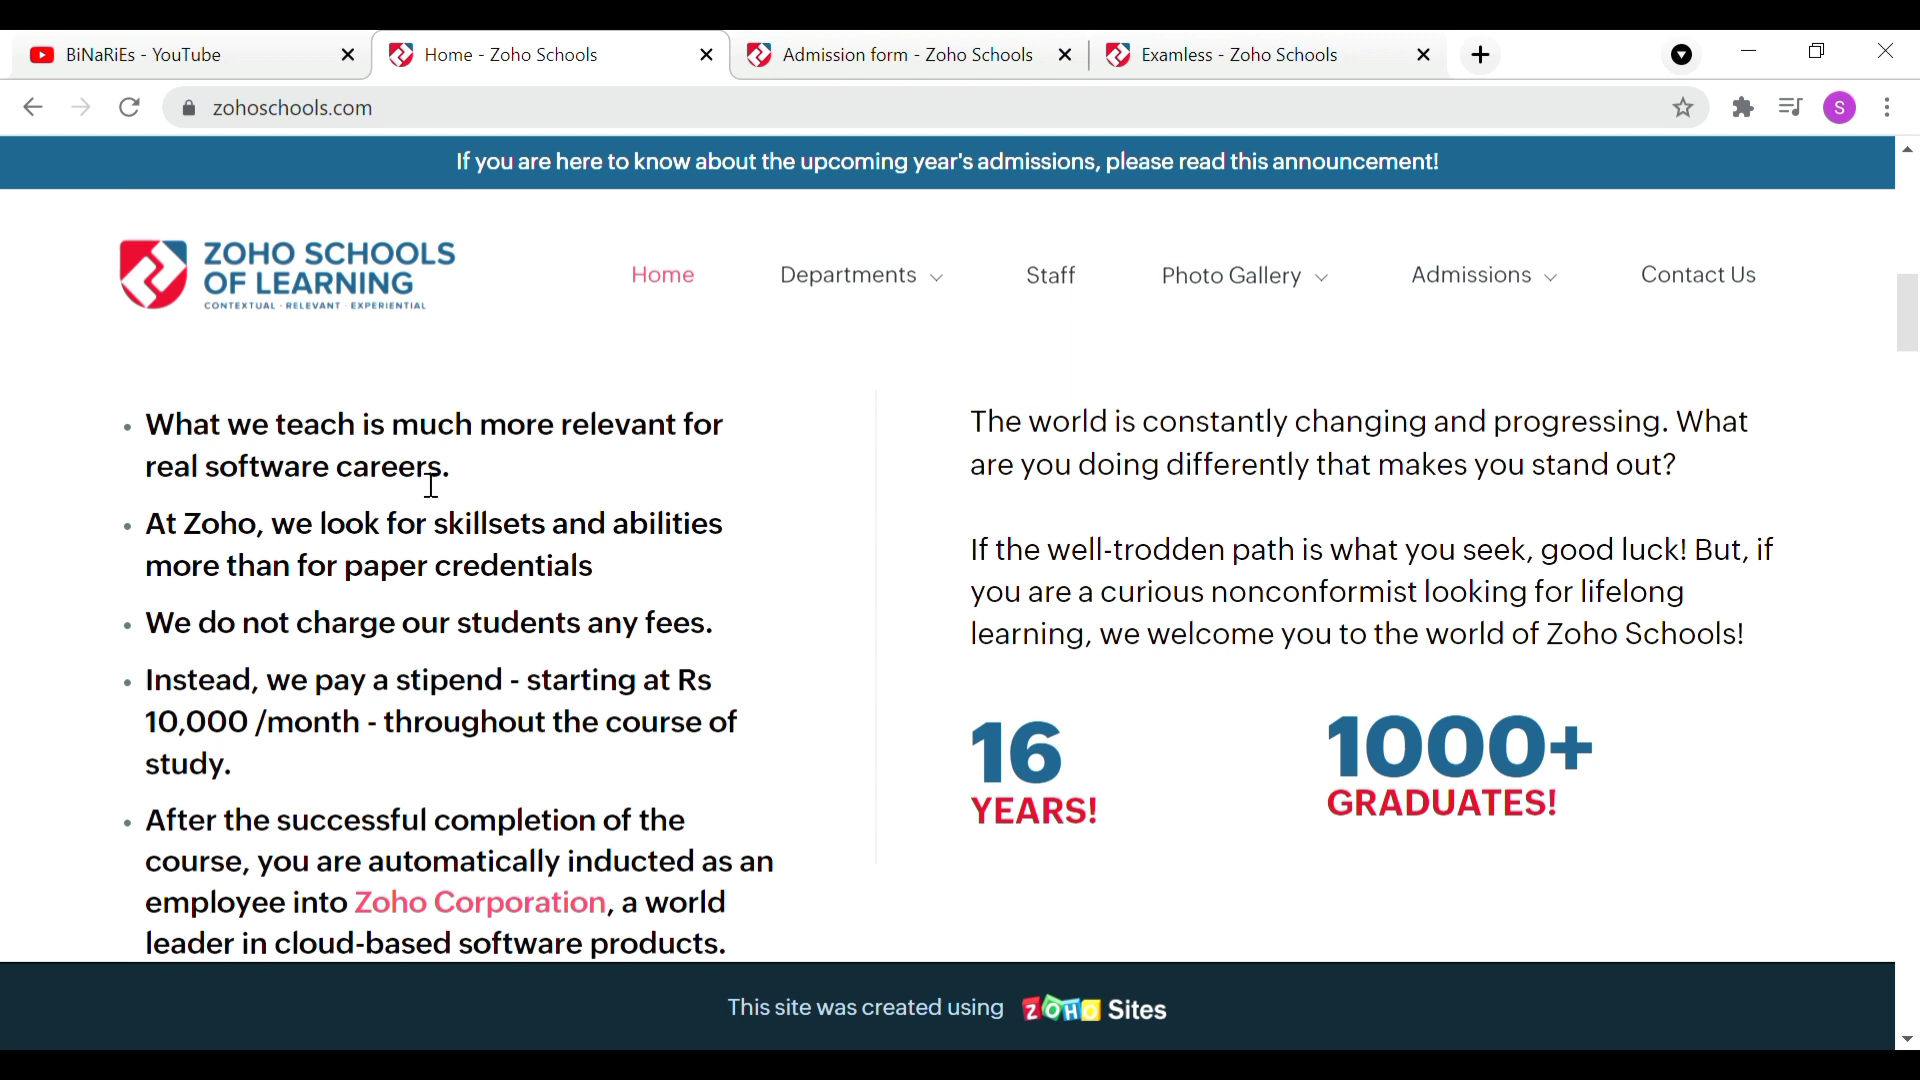 BiNaRiEs - YouTube
Home - Zoho Schools
Admission form - Zoho Schools
Examless - Zoho Schools
zohoschools.com
S
If you are here to know about the upcoming year's admissions, please read this announcement!
ZOHO SCHOOLS
OF LEARNING
CONTEXTUAL · RELEVANT · EXPERIENTIAL
Home
Departments
Staff
Photo Gallery
Admissions
Contact Us
What we teach is much more relevant for
real software careers.
At Zoho, we look for skillsets and abilities
more than for paper credentials
We do not charge our students any fees.
Instead, we pay a stipend - starting at Rs
10,000 /month - throughout the course of
study.
After the successful completion of the
course, you are automatically inducted as an
employee into Zoho Corporation, a world
leader in cloud-based software products.
The world is constantly changing and progressing. What
are you doing differently that makes you stand out?
If the well-trodden path is what you seek, good luck! But, if
you are a curious nonconformist looking for lifelong
learning, we welcome you to the world of Zoho Schools!
16
YEARS!
1000+
GRADUATES!
This site was created using ZOHO Sites